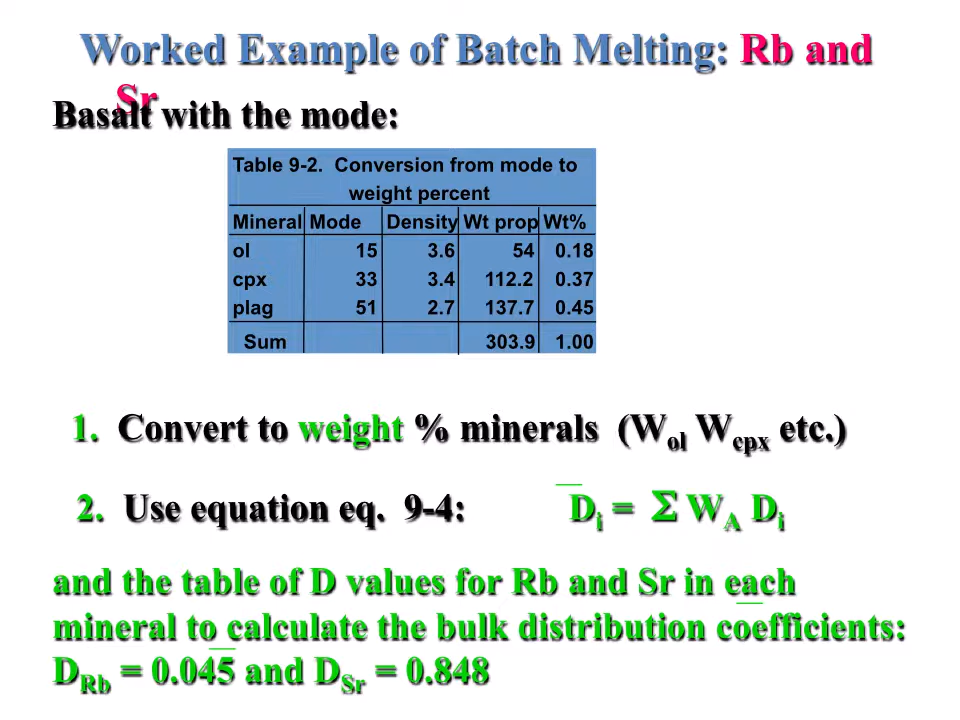 Worked Example of Batch Melting: Rb and
Sr
Basalt with the mode:
Table 9-2. Conversion from mode to
weight percent
Mineral Mode Density Wt prop Wt%
ol 15 3.6 54 0.18
cpx 33 3.4 112.2 0.37
plag 51 2.7 137.7 0.45
Sum 303.9 1.00
1. Convert to weight % minerals (Wol Wcpx etc.)
2. Use equation eq. 9-4: D̅i = Σ WA Di
and the table of D values for Rb and Sr in each
mineral to calculate the bulk distribution coefficients:
DRb = 0.045 and DSr = 0.848